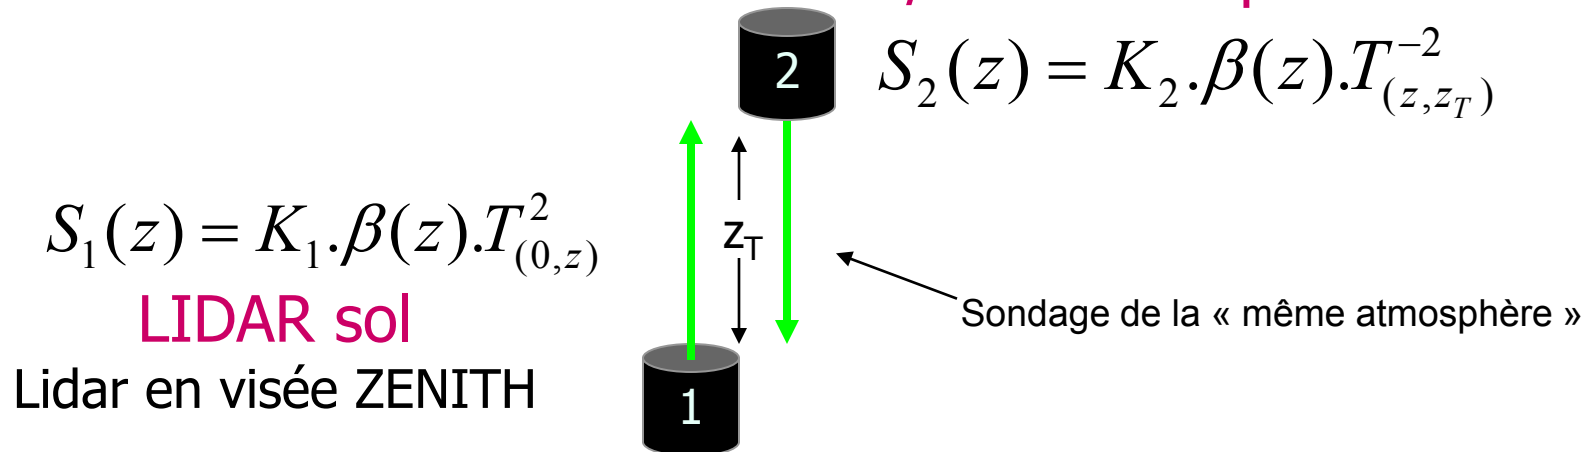 2
S₂(z) = K₂.β(z).T⁻²₍z,z_T₎
S₁(z) = K₁.β(z).T²₍₀,z₎
z_T
LIDAR sol
Sondage de la « même atmosphère »
Lidar en visée ZENITH
1